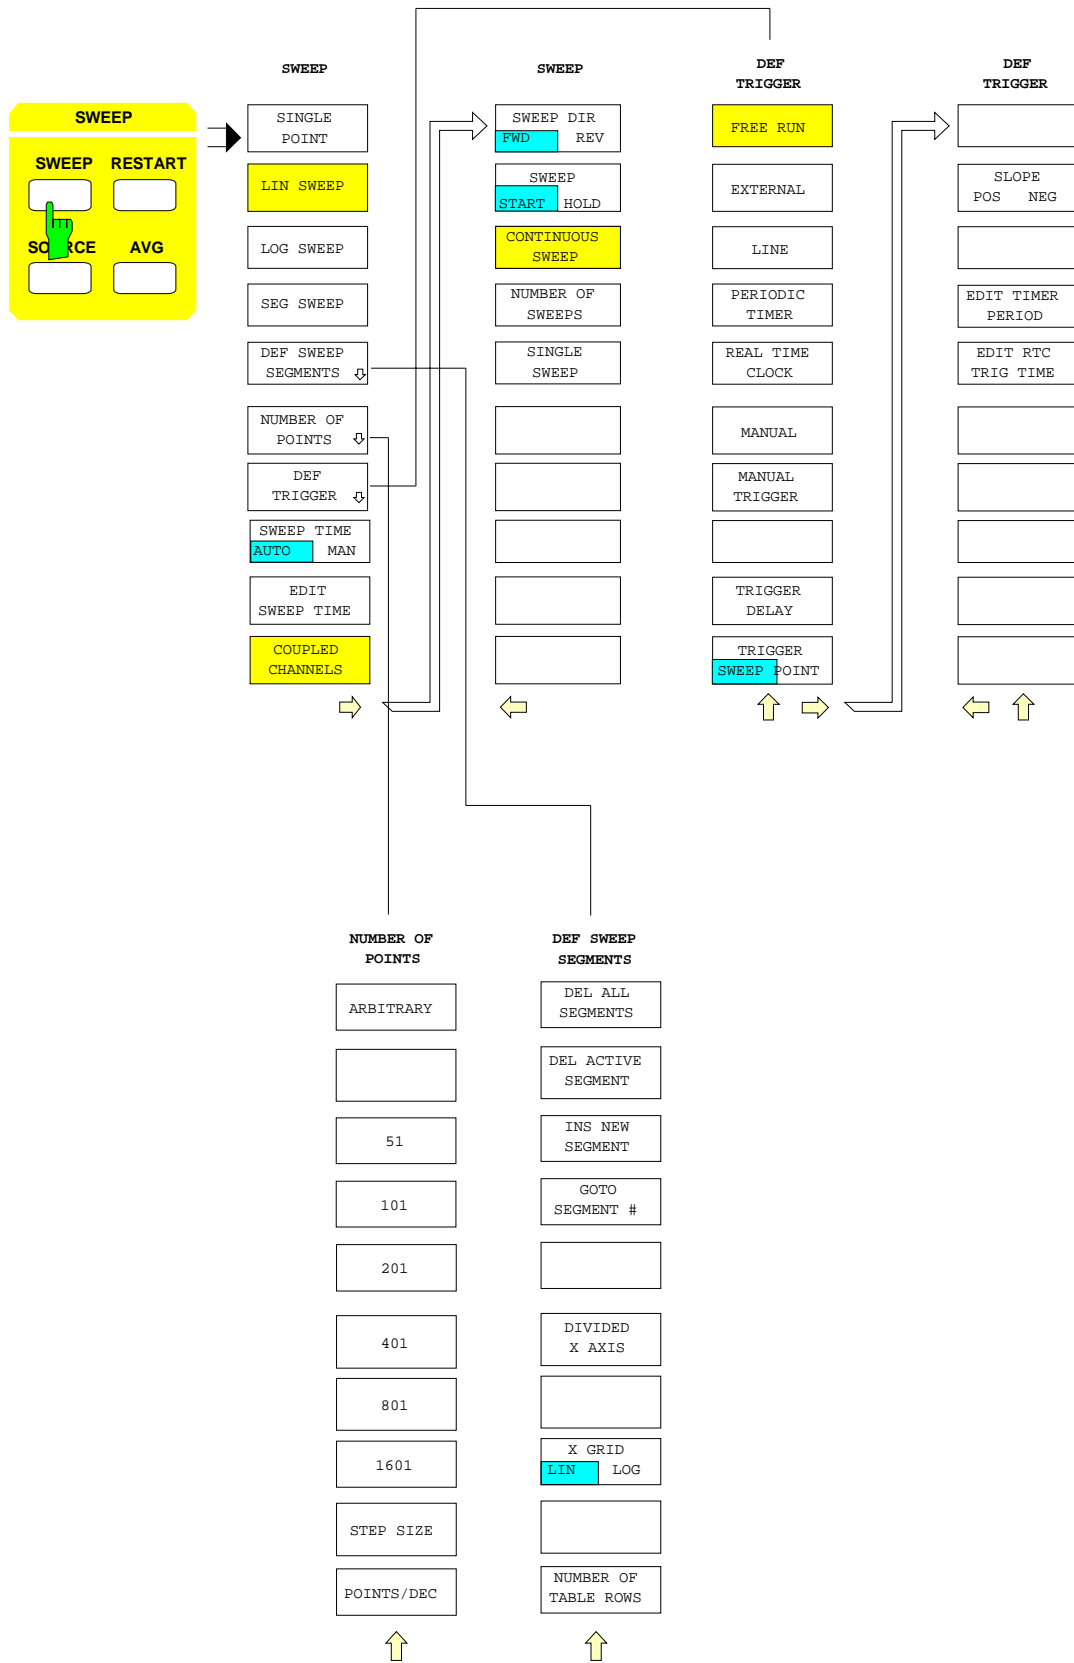 SWEEP
SWEEP RESTART
AVG
SWEEP
SINGLE
POINT
LIN SWEEP
LOG SWEEP
SEG SWEEP
DEF SWEEP
SEGMENTS
NUMBER OF
POINTS
DEF
TRIGGER
SWEEP TIME
AUTO MAN
EDIT
SWEEP TIME
COUPLED
CHANNELS
SWEEP
SWEEP DIR
FWD REV
SWEEP
START HOLD
CONTINUOUS
SWEEP
NUMBER OF
SWEEPS
SINGLE
SWEEP
DEF
TRIGGER
FREE RUN
EXTERNAL
LINE
PERIODIC
TIMER
REAL TIME
CLOCK
MANUAL
MANUAL
TRIGGER
TRIGGER
DELAY
TRIGGER
SWEEP POINT
DEF
TRIGGER
SLOPE
POS NEG
EDIT TIMER
PERIOD
EDIT RTC
TRIG TIME
NUMBER OF
POINTS
ARBITRARY
51
101
201
401
801
1601
STEP SIZE
POINTS/DEC
DEF SWEEP
SEGMENTS
DEL ALL
SEGMENTS
DEL ACTIVE
SEGMENT
INS NEW
SEGMENT
GOTO
SEGMENT #
DIVIDED
X AXIS
X GRID
LIN LOG
NUMBER OF
TABLE ROWS